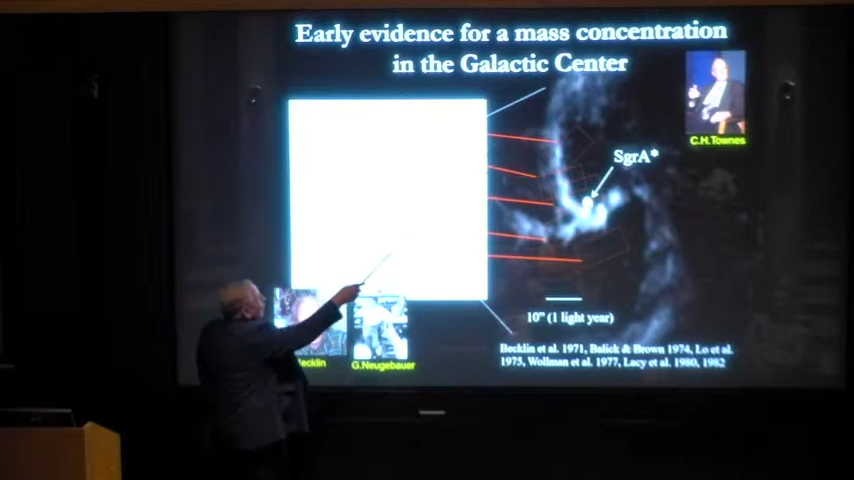 Early evidence for a mass concentration
in the Galactic Center
C.H.Townes
SgrA*
10" (1 light year)
ecklin
G.Neugebauer
Becklin et al. 1971, Balick & Brown 1974, Lo et al.
1975, Wollman et al. 1977, Lacy et al. 1980, 1982